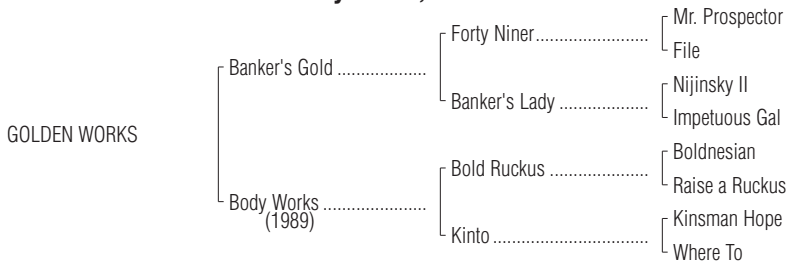 Mr. Prospector
Forty Niner
File
Banker's Gold
Nijinsky II
Banker's Lady
Impetuous Gal
GOLDEN WORKS
Boldnesian
Bold Ruckus
Raise a Ruckus
Body Works
(1989)
Kinsman Hope
Kinto
Where To